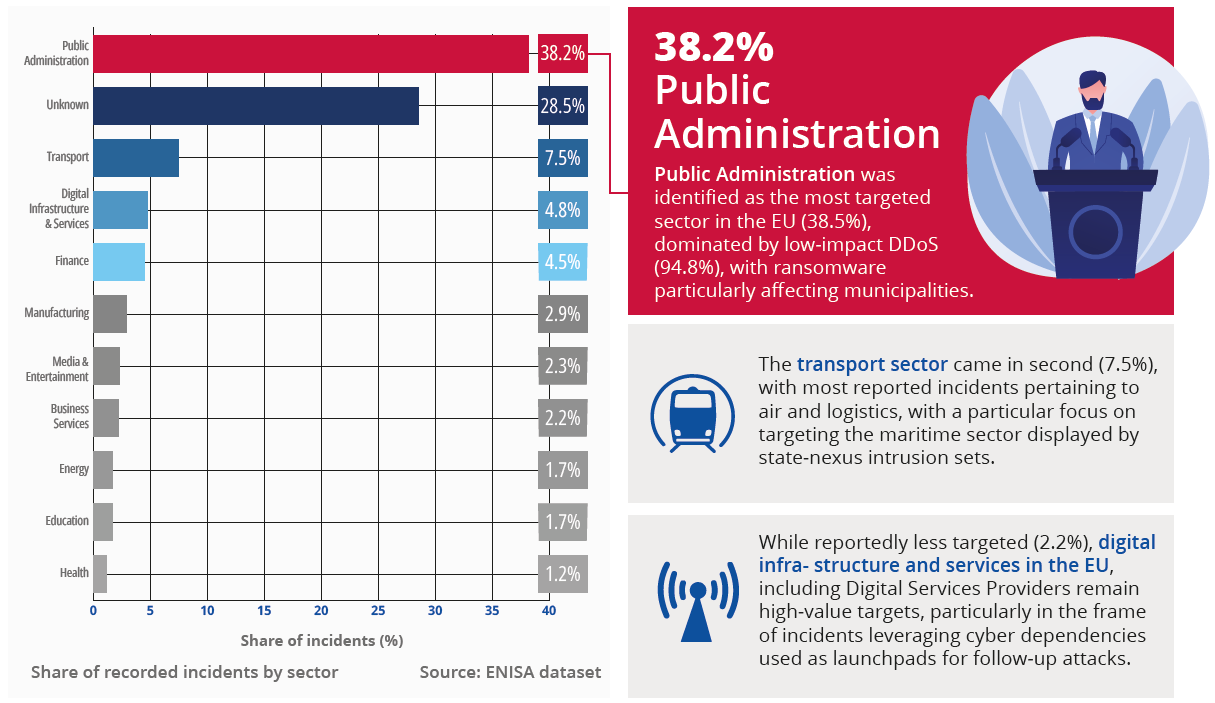 Public
Administration
38.2%
Unknown
28.5%
Transport
7.5%
Digital
Infrastructure
& Services
4.8%
Finance
4.5%
Manufacturing
2.9%
Media &
Entertainment
2.3%
Business
Services
2.2%
Energy
1.7%
Education
1.7%
Health
1.2%
0 5 10 15 20 25 30 35 40
Share of incidents (%)
Share of recorded incidents by sector
Source: ENISA dataset
38.2%
Public
Administration
Public Administration was
identified as the most targeted
sector in the EU (38.5%),
dominated by low-impact DDoS
(94.8%), with ransomware
particularly affecting municipalities.
The transport sector came in second (7.5%),
with most reported incidents pertaining to
air and logistics, with a particular focus on
targeting the maritime sector displayed by
state-nexus intrusion sets.
While reportedly less targeted (2.2%), digital
infra- structure and services in the EU,
including Digital Services Providers remain
high-value targets, particularly in the frame
of incidents leveraging cyber dependencies
used as launchpads for follow-up attacks.